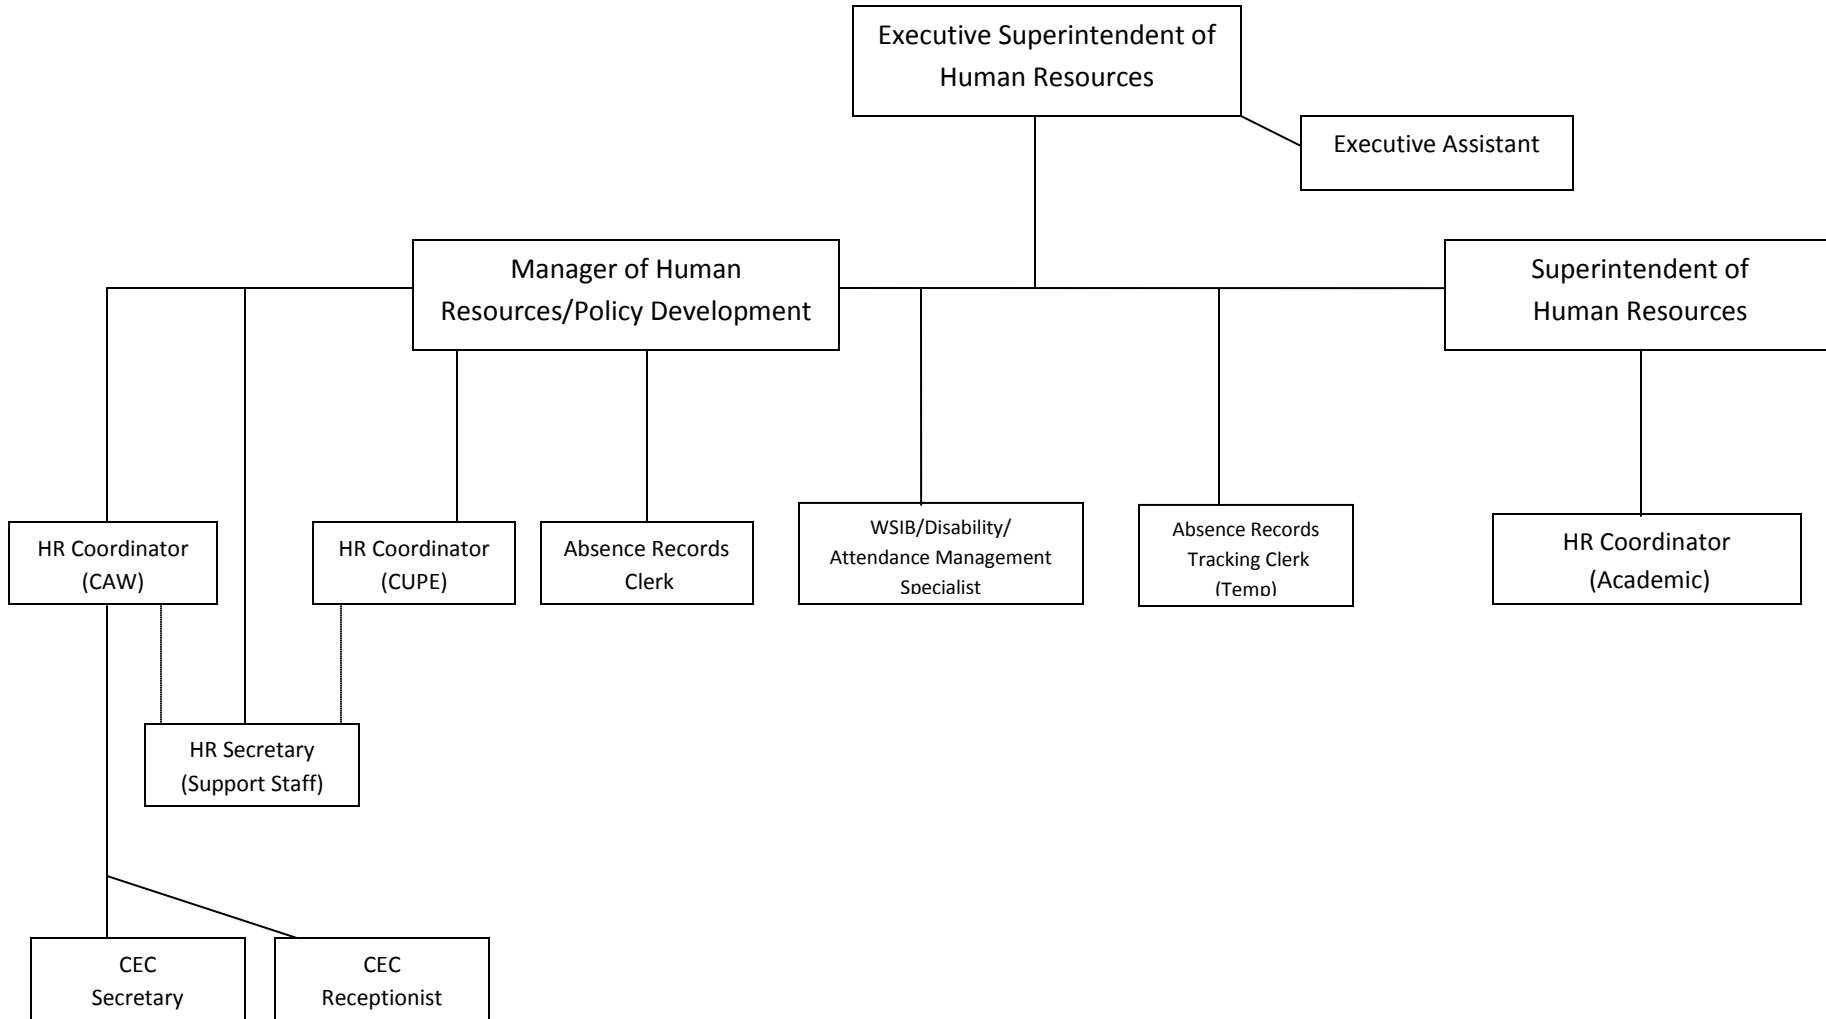 Executive Superintendent of
Human Resources
Executive Assistant
Manager of Human
Resources/Policy Development
Superintendent of
Human Resources
HR Coordinator
(CAW)
HR Coordinator
(CUPE)
Absence Records
Clerk
WSIB/Disability/
Attendance Management
Specialist
Absence Records
Tracking Clerk
(Temp)
HR Coordinator
(Academic)
HR Secretary
(Support Staff)
CEC
Secretary
CEC
Receptionist